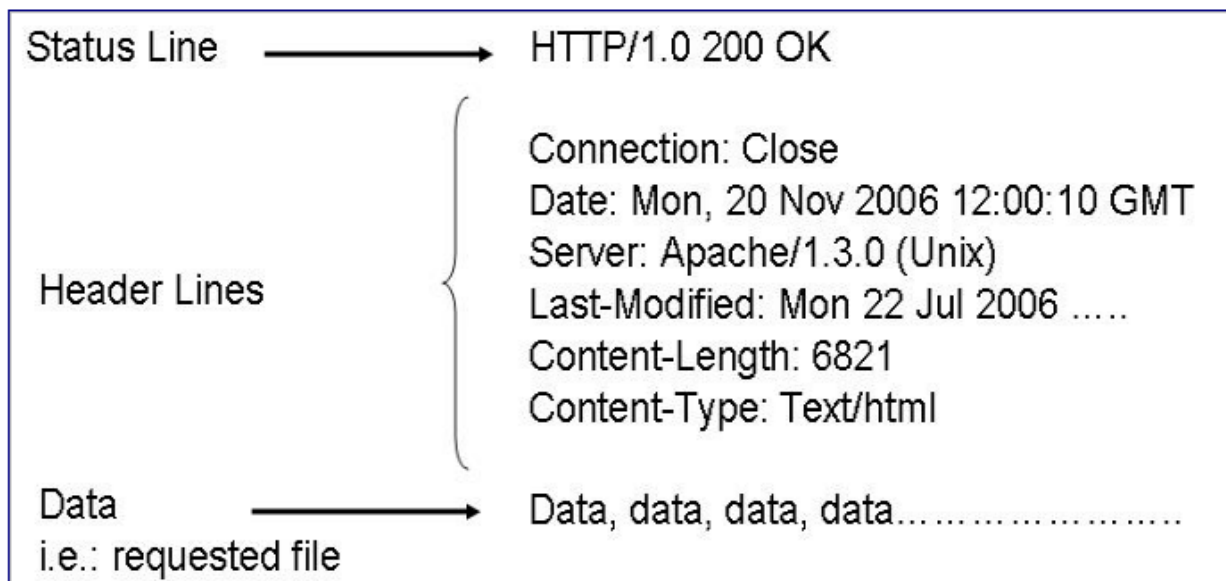 Status Line HTTP/1.0 200 OK
Connection: Close
Date: Mon, 20 Nov 2006 12:00:10 GMT
Server: Apache/1.3.0 (Unix)
Header Lines
Last-Modified: Mon 22 Jul 2006 .....
Content-Length: 6821
Content-Type: Text/html
Data Data, data, data, data........................
i.e.: requested file